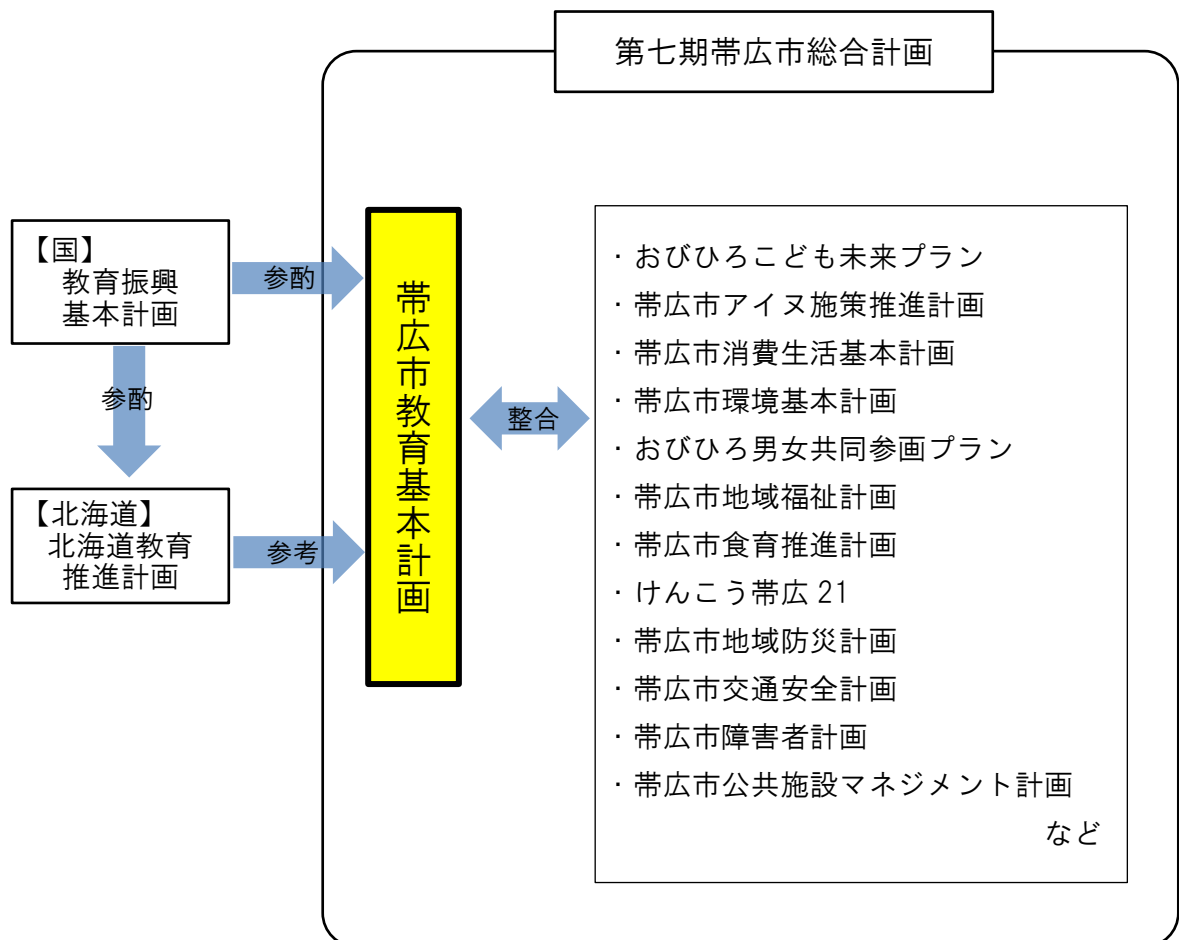 第七期帯広市総合計画
【国】
教育振興
基本計画
参酌
参酌
【北海道】
北海道教育
推進計画
参考
帯広市教育基本計画
整合
・おびひろこども未来プラン
・帯広市アイヌ施策推進計画
・帯広市消費生活基本計画
・帯広市環境基本計画
・おびひろ男女共同参画プラン
・帯広市地域福祉計画
・帯広市食育推進計画
・けんこう帯広 21
・帯広市地域防災計画
・帯広市交通安全計画
・帯広市障害者計画
・帯広市公共施設マネジメント計画
など